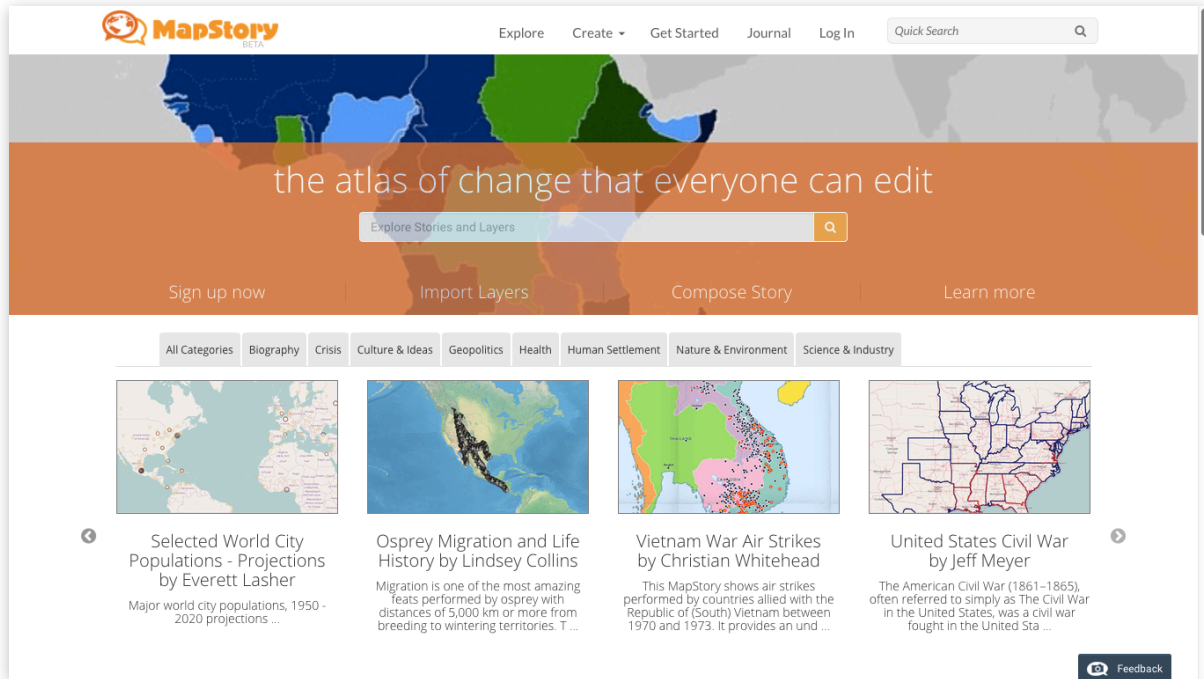 MapStory
BETA
Explore
Create
Get Started
Journal
Log In
Quick Search
the atlas of change that everyone can edit
Explore Stories and Layers
Sign up now
Import Layers
Compose Story
Learn more
All Categories
Biography
Crisis
Culture & Ideas
Geopolitics
Health
Human Settlement
Nature & Environment
Science & Industry
Selected World City
Populations - Projections
by Everett Lasher
Major world city populations, 1950 -
2020 projections ...
Osprey Migration and Life
History by Lindsey Collins
Migration is one of the most amazing
feats performed by osprey with
distances of 5,000 km or more from
breeding to wintering territories. T ...
Vietnam War Air Strikes
by Christian Whitehead
This MapStory shows air strikes
performed by countries allied with the
Republic of (South) Vietnam between
1970 and 1973. It provides an und ...
United States Civil War
by Jeff Meyer
The American Civil War (1861–1865),
often referred to simply as The Civil War
in the United States, was a civil war
fought in the United Sta ...
Feedback